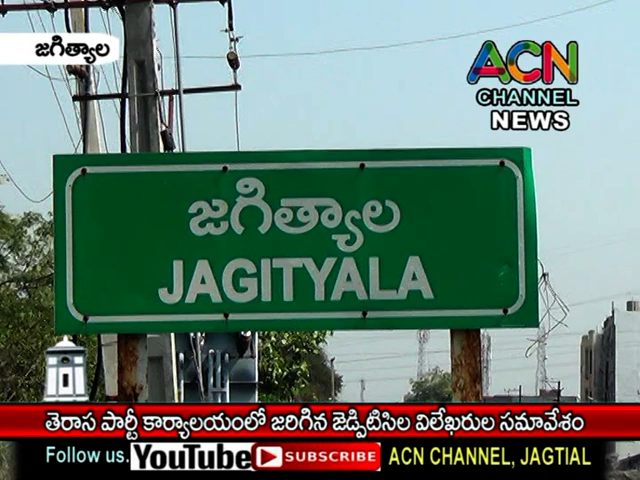 జగిత్యాల
ACN
CHANNEL
NEWS
జగిత్యాల
JAGITYALA
తెరాస పార్టీ కార్యాలయంలో జరిగిన జెడ్పిటిసిల విలేఖరుల సమావేశం
Follow us. YouTube SUBSCRIBE ACN CHANNEL, JAGTIAL